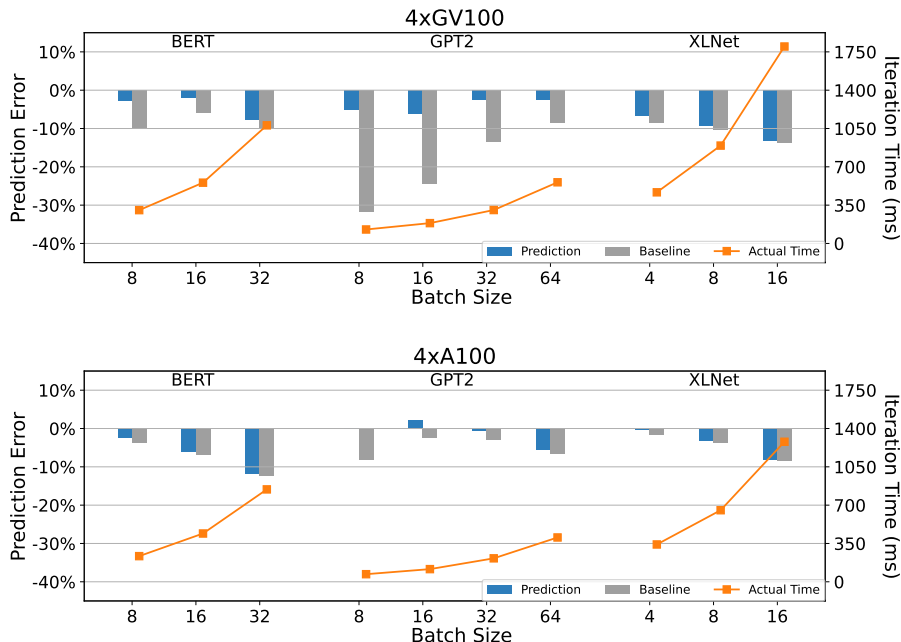 4xGV100
BERT GPT2 XLNet
10% 1750
0% 1400
-10% 1050
-20% 700
-30% 350
-40% 0
Prediction Error
Iteration Time (ms)
Prediction Baseline Actual Time
8 16 32 8 16 32 64 4 8 16
Batch Size
4xA100
BERT GPT2 XLNet
10% 1750
0% 1400
-10% 1050
-20% 700
-30% 350
-40% 0
Prediction Error
Iteration Time (ms)
Prediction Baseline Actual Time
8 16 32 8 16 32 64 4 8 16
Batch Size